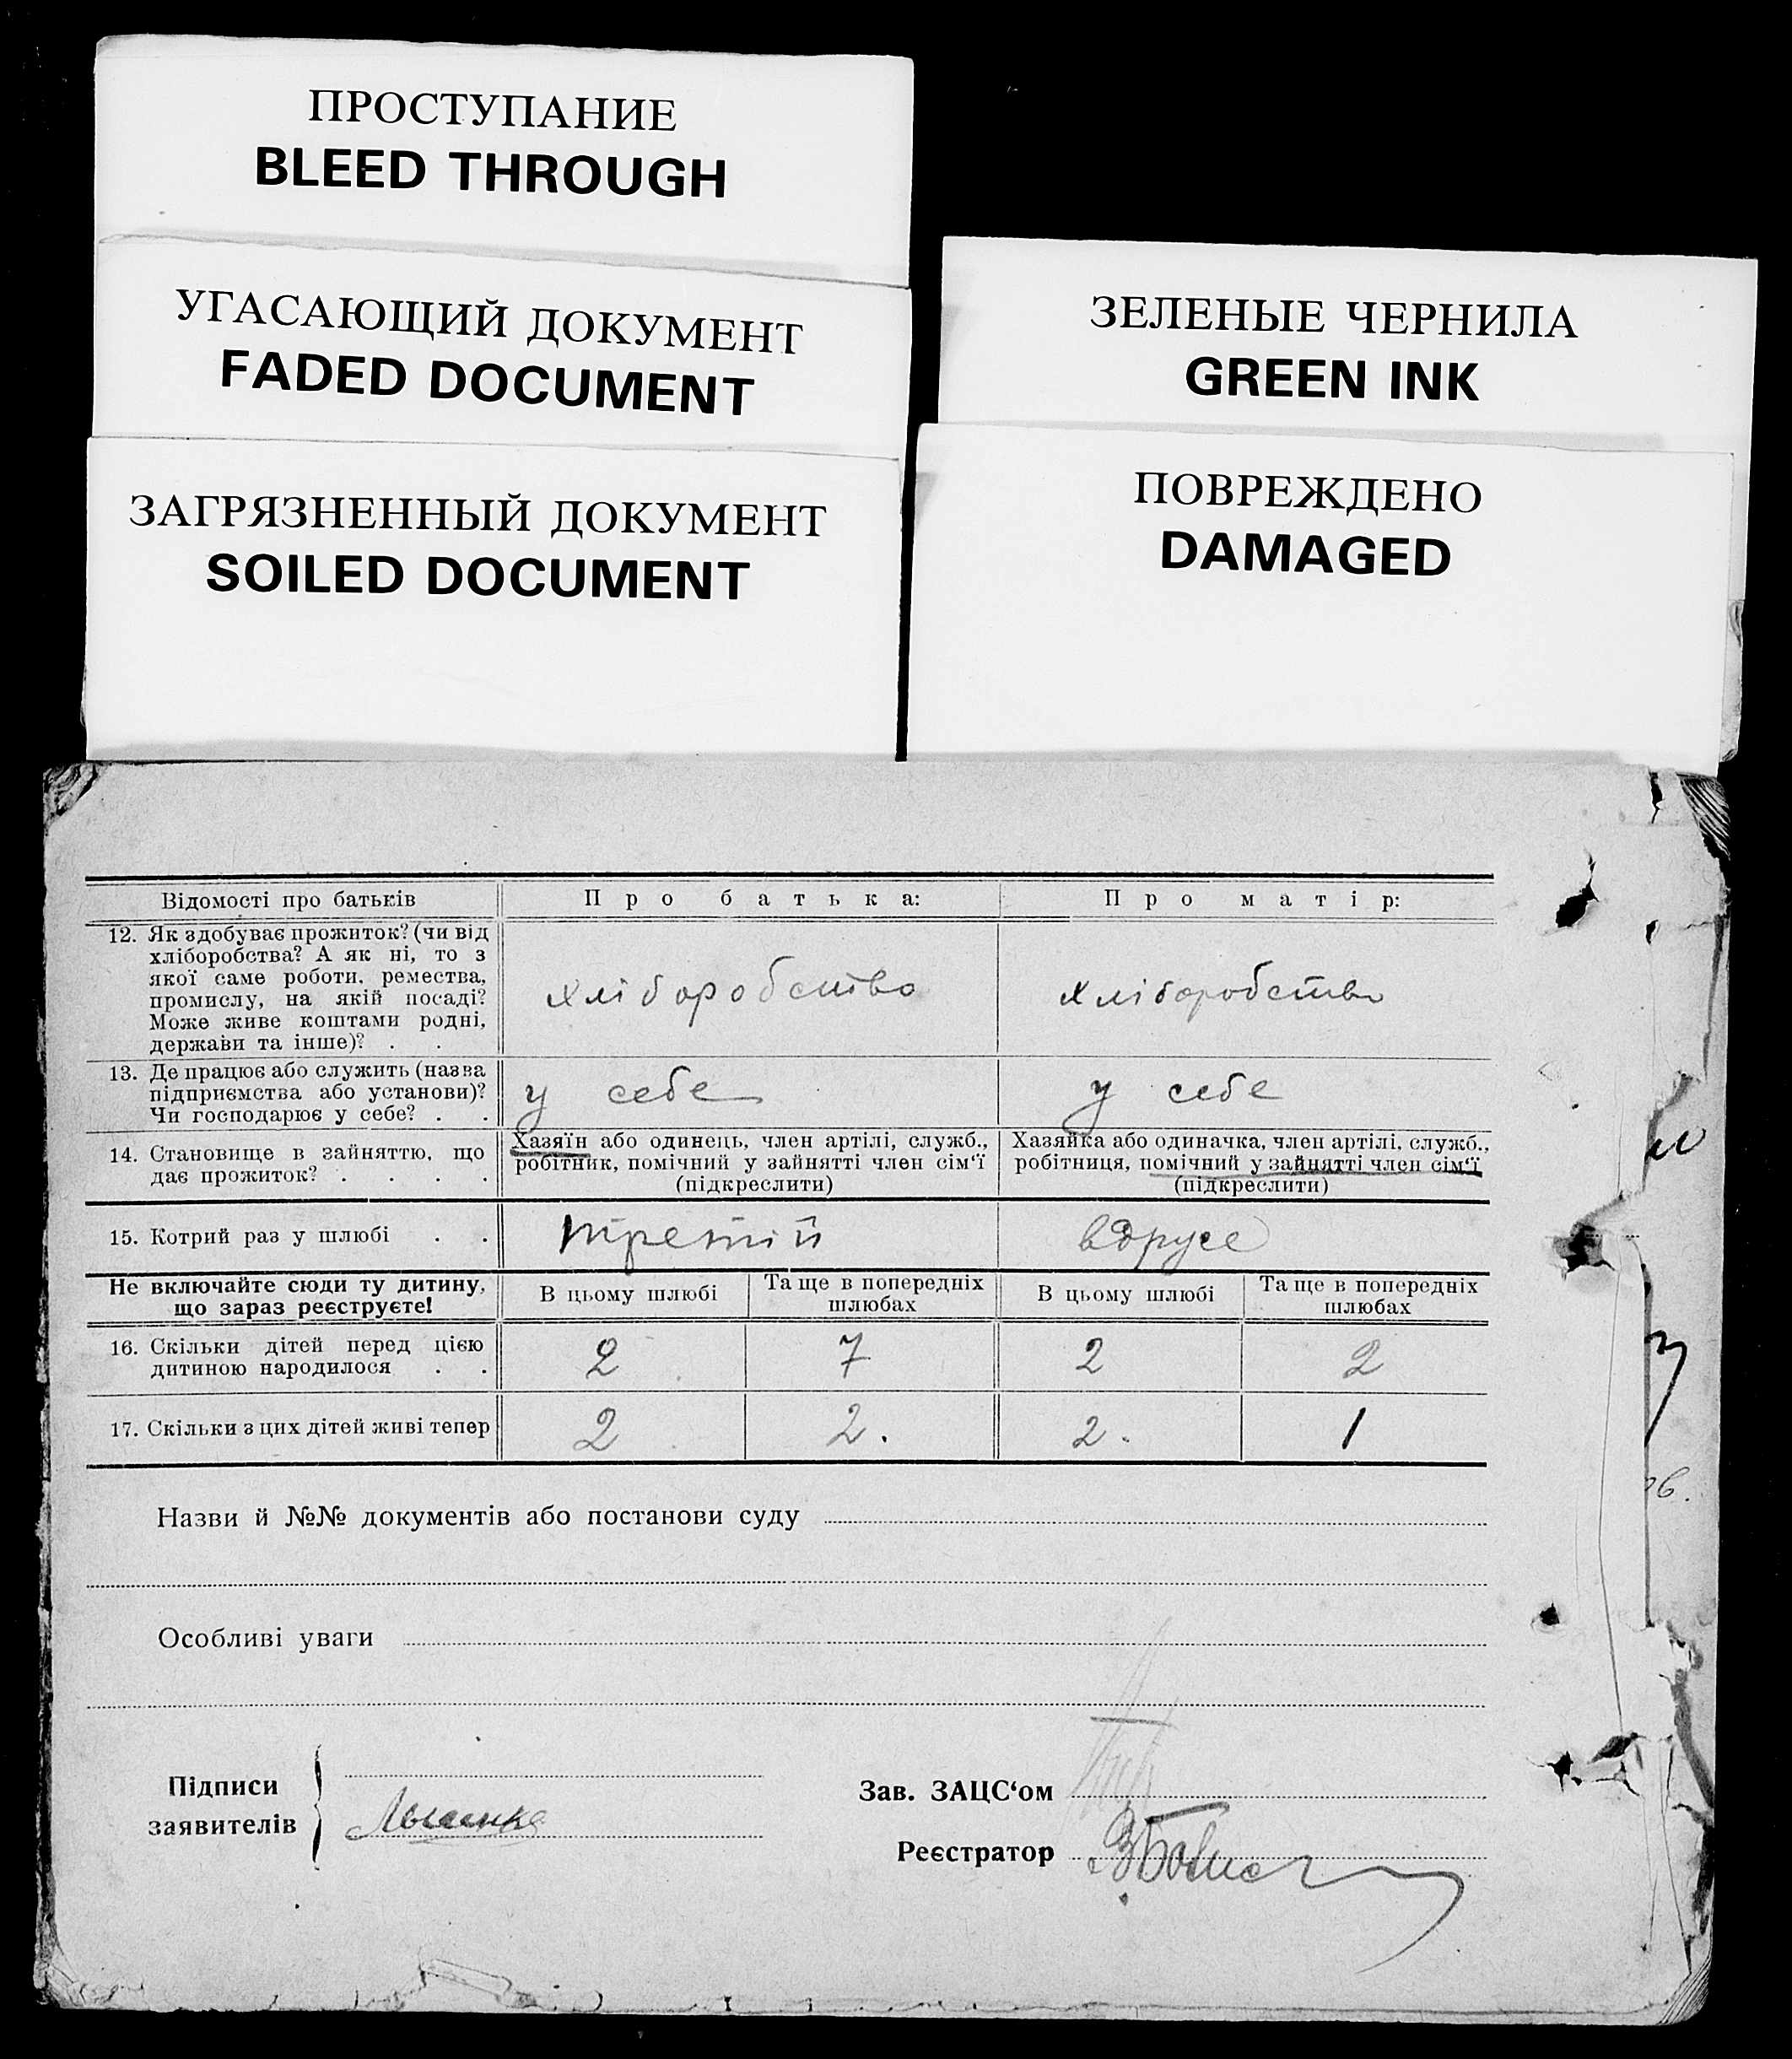 ПРОСТУПАНИЕ
BLEED THROUGH
УГАСАЮЩИЙ ДОКУМЕНТ
FADED DOCUMENT
ЗАГРЯЗНЕННЫЙ ДОКУМЕНТ
SOILED DOCUMENT
ЗЕЛЕНЫЕ ЧЕРНИЛА
GREEN INK
ПОВРЕЖДЕНО
DAMAGED
Відомості про батьків
Про батька:
Про матір:
12. Як здобуває прожиток? (чи від
хліборобства? А як ні, то з
якої саме роботи, ремества,
промислу, на якій посаді?
Може живе коштами родні,
держави та інше)? . .
хліборобство
хліборобство
13. Де працює або служить (назва
підприємства або установи)?
Чи господарює у себе? . .
у себе
у себе
14. Становище в зайняттю, що
дає прожиток? . . . .
Хазяїн або одинець, член артілі, служб.,
робітник, помічний у зайнятті член сім‘ї
(підкреслити)
Хазяйка або одиначка, член артілі, служб.,
робітниця, помічний у зайнятті член сім‘ї
(підкреслити)
15. Котрий раз у шлюбі . .
третій
вдруге
Не включайте сюди ту дитину,
що зараз реєструєте!
В цьому шлюбі
Та ще в попередніх
шлюбах
В цьому шлюбі
Та ще в попередніх
шлюбах
16. Скільки дітей перед цією
дитиною народилося . .
2
7
2
2
17. Скільки з цих дітей живі тепер
2
2.
2.
1
Назви й №№ документів або постанови суду
Особливі уваги
Підписи
заявителів
Зав. ЗАЦС‘ом
Реєстратор